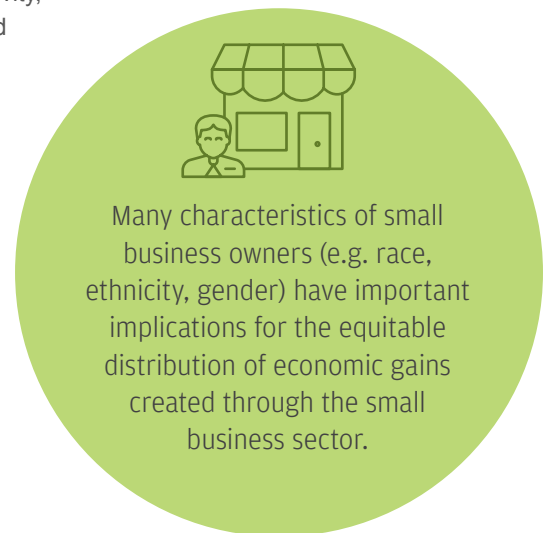 d
Many characteristics of small
business owners (e.g. race,
ethnicity, gender) have important
implications for the equitable
distribution of economic gains
created through the small
business sector.